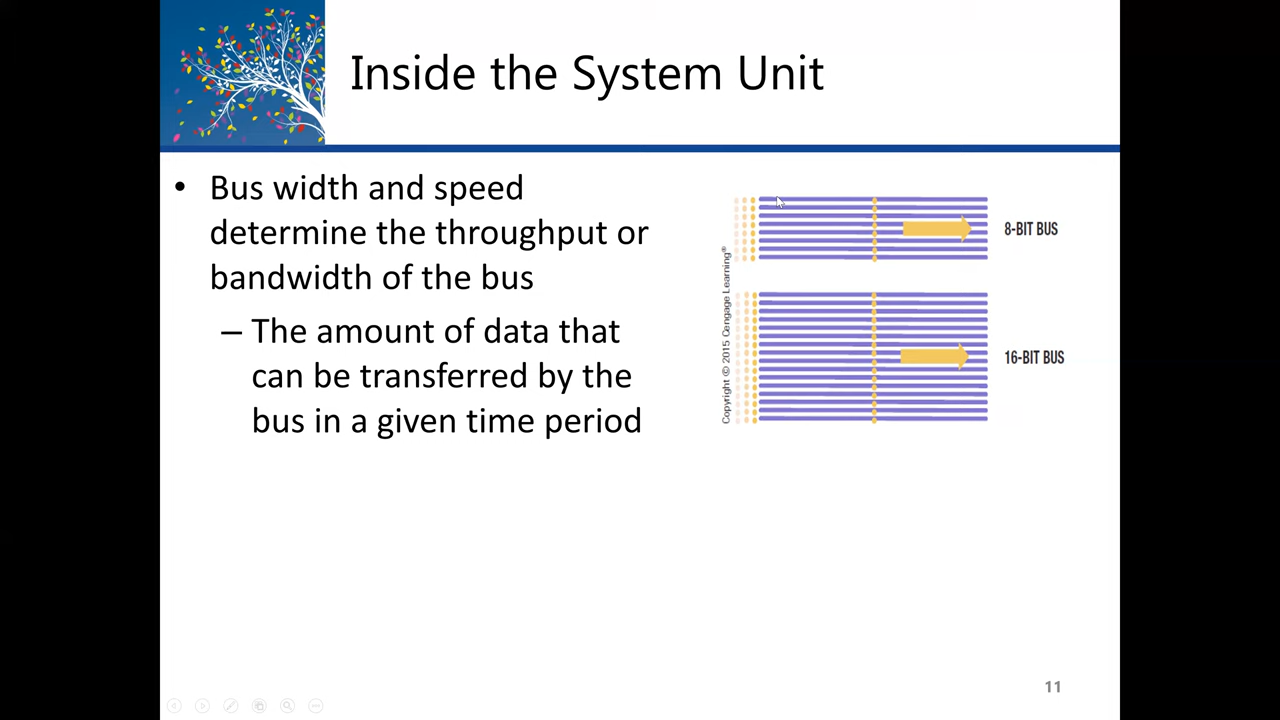 Inside the System Unit
• Bus width and speed
determine the throughput or
bandwidth of the bus
– The amount of data that
can be transferred by the
bus in a given time period
Copyright © 2015 Cengage Learning®
8-BIT BUS
16-BIT BUS
11